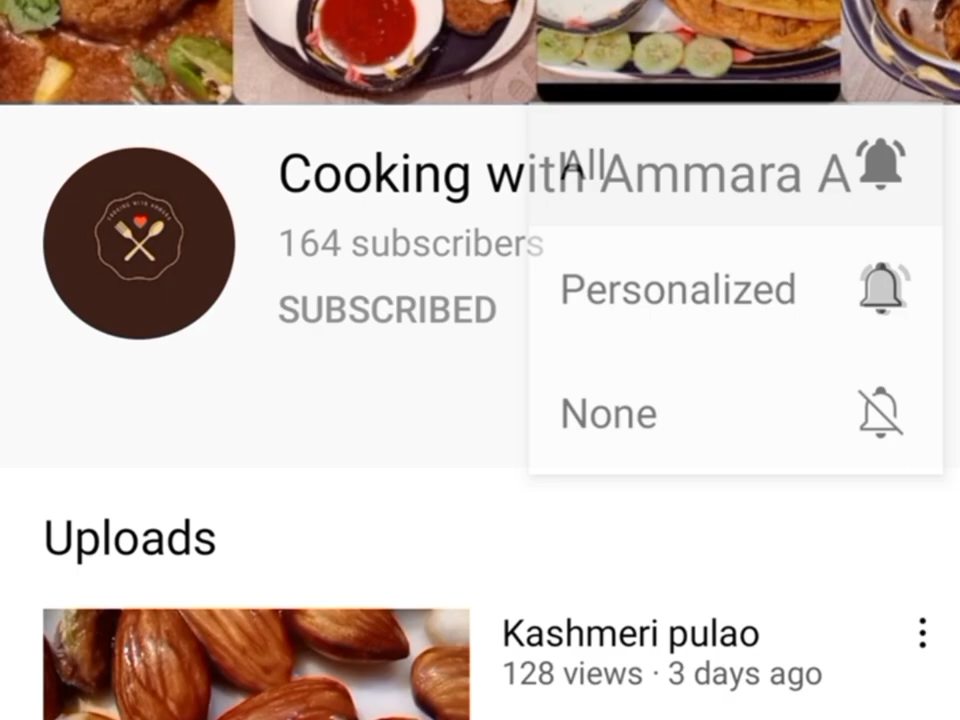 Cooking with Ammara A
All
164 subscribers
Personalized
SUBSCRIBED
None
Uploads
Kashmeri pulao
128 views · 3 days ago